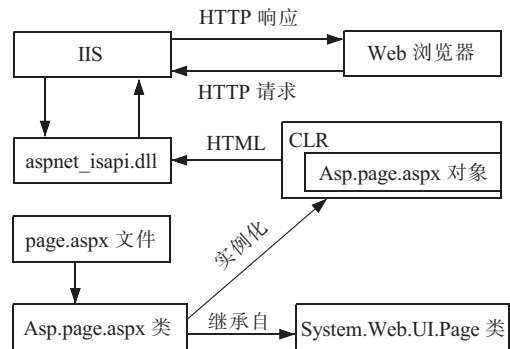 HTTP 响应
IIS
Web 浏览器
HTTP 请求
aspnet_isapi.dll
HTML
CLR
Asp.page.aspx 对象
page.aspx 文件
实例化
Asp.page.aspx 类
继承自
System.Web.UI.Page 类